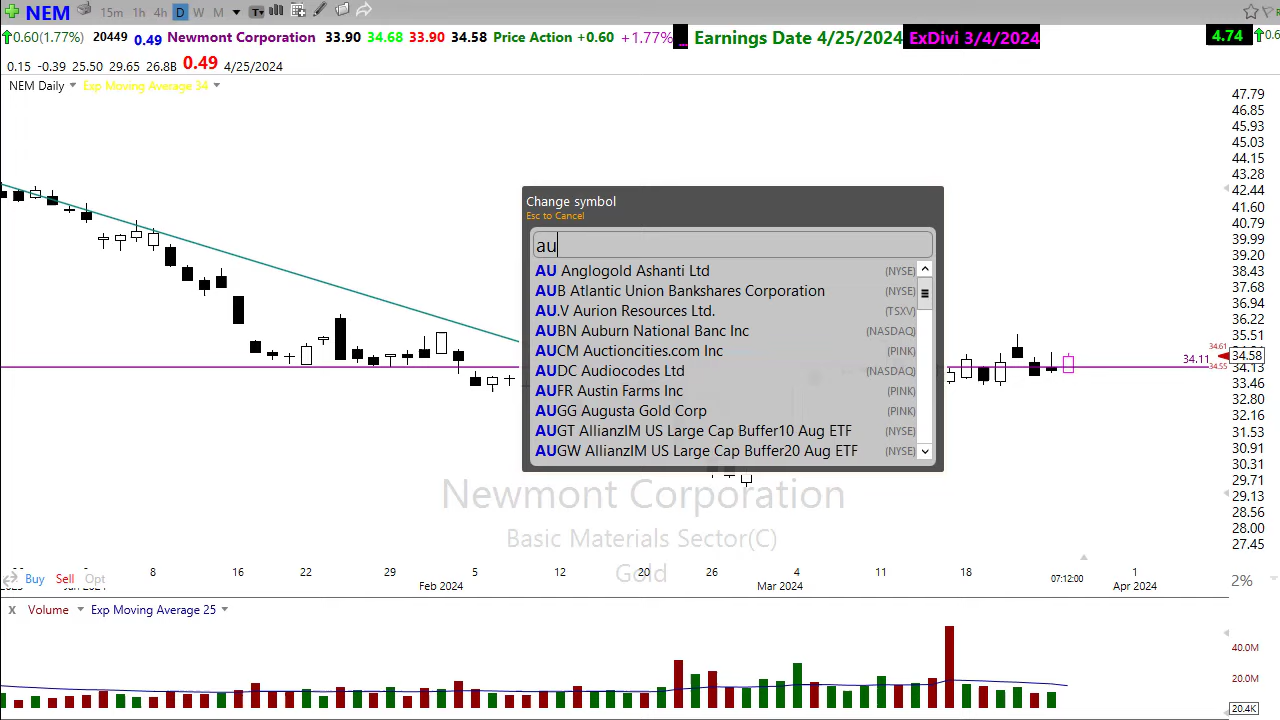 NEM 15m 1h 4h D W M T
0.60(1.77%) 20449 0.49 Newmont Corporation 33.90 34.68 33.90 34.58 Price Action +0.60 +1.77% ... Earnings Date 4/25/2024 ExDivi 3/4/2024 4.74
0.15 -0.39 25.50 29.65 26.8B 0.49 4/25/2024
NEM Daily Exp Moving Average 34
47.79
46.85
45.93
45.03
44.15
43.28
42.44
41.60
40.79
39.99
39.20
38.43
37.68
36.94
36.22
35.51
34.61
34.58
34.11
34.55
34.13
33.46
32.80
32.16
31.53
30.91
30.31
29.71
29.13
28.56
28.00
27.45
Change symbol
Esc to Cancel
au
AU Anglogold Ashanti Ltd (NYSE)
AUB Atlantic Union Bankshares Corporation (NYSE)
AU.V Aurion Resources Ltd. (TSXV)
AUBN Auburn National Banc Inc (NASDAQ)
AUCM Auctioncities.com Inc (PINK)
AUDC Audiocodes Ltd (NASDAQ)
AUFR Austin Farms Inc (PINK)
AUGG Augusta Gold Corp (PINK)
AUGT AllianzIM US Large Cap Buffer10 Aug ETF (NYSE)
AUGW AllianzIM US Large Cap Buffer20 Aug ETF (NYSE)
Newmont Corporation
Basic Materials Sector(C)
Gold
8 16 22 29 5 12 20 26 4 11 18 1
Buy Sell Opt Feb 2024 Mar 2024 07:12:00 Apr 2024 2%
X Volume Exp Moving Average 25
40.0M
20.0M
20.4K